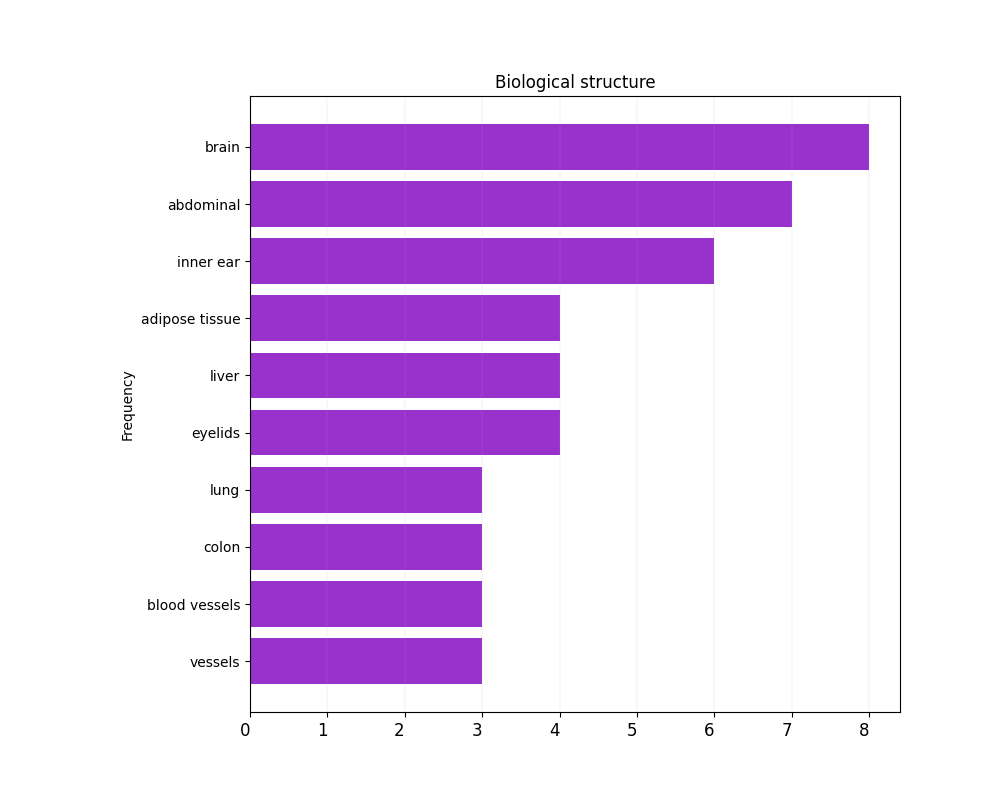 Biological structure
brain
abdominal
inner ear
adipose tissue
liver
eyelids
lung
colon
blood vessels
vessels
Frequency
0 1 2 3 4 5 6 7 8